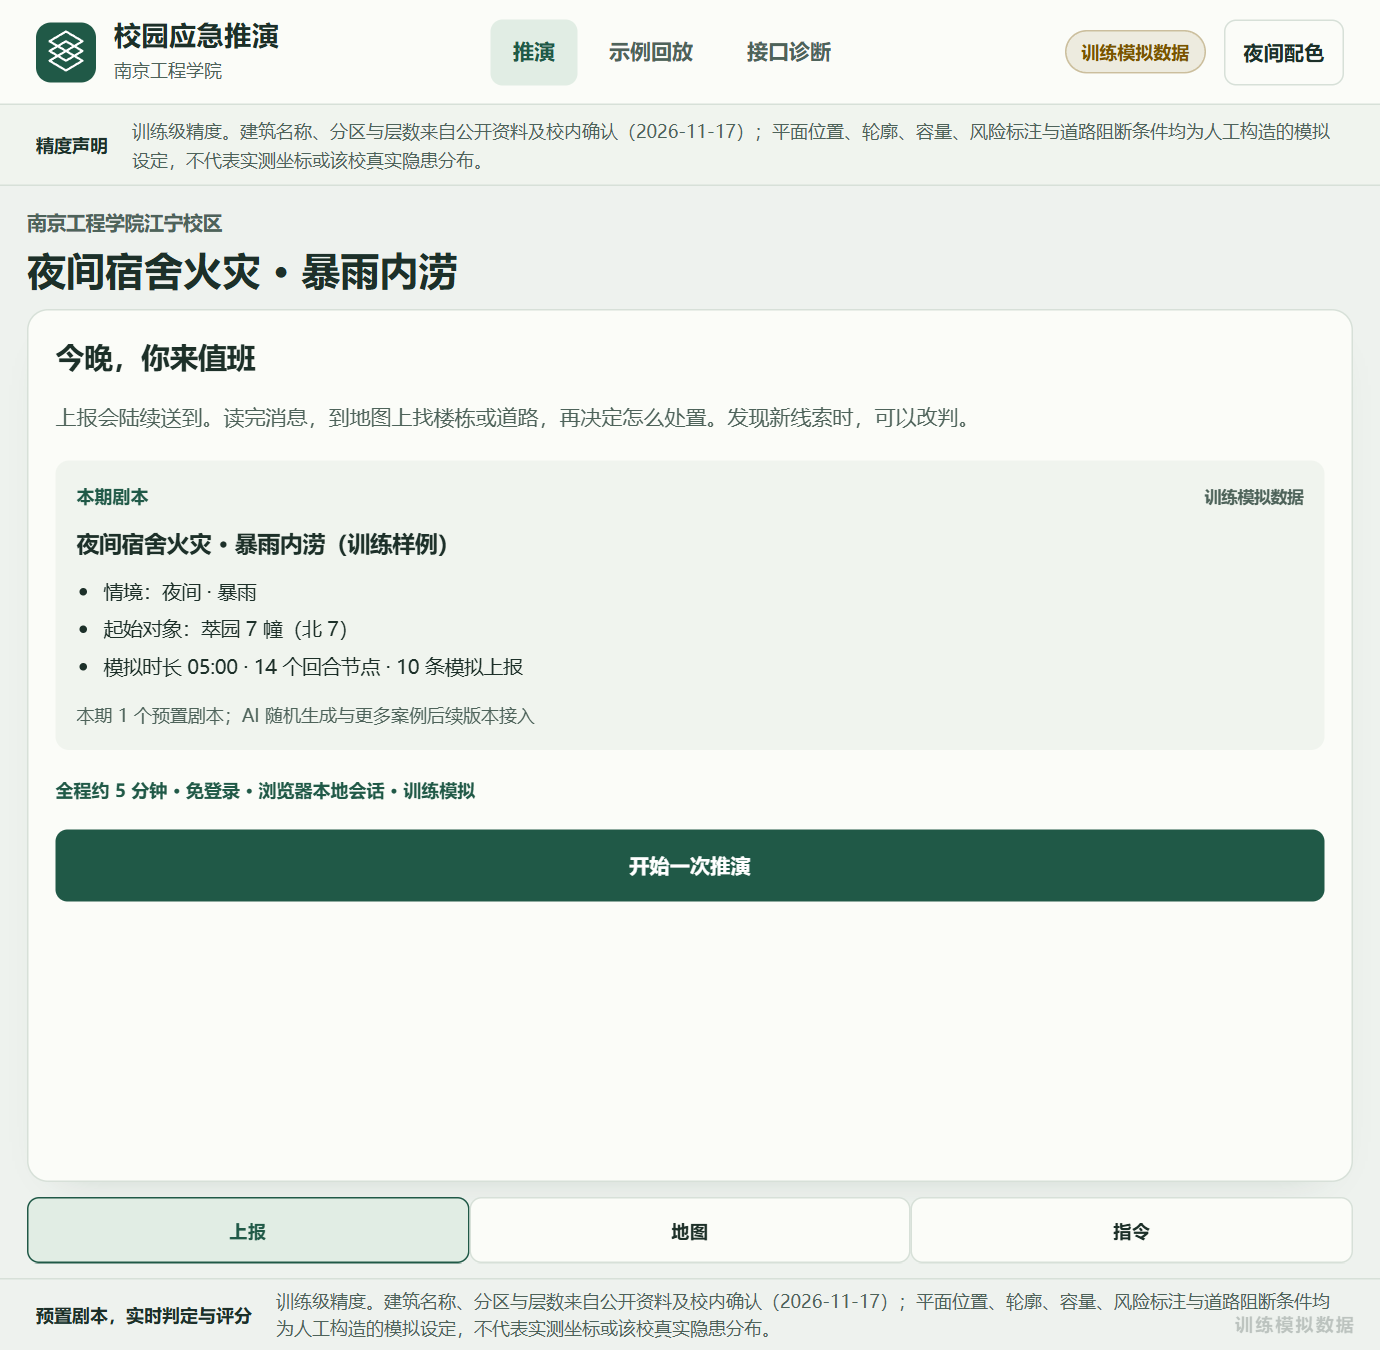 校园应急推演
南京工程学院
推演
示例回放
接口诊断
训练模拟数据
夜间配色
精度声明
训练级精度。建筑名称、分区与层数来自公开资料及校内确认（2026-11-17）；平面位置、轮廓、容量、风险标注与道路阻断条件均为人工构造的模拟
设定，不代表实测坐标或该校真实隐患分布。
南京工程学院江宁校区
夜间宿舍火灾·暴雨内涝
今晚，你来值班
上报会陆续送到。读完消息，到地图上找楼栋或道路，再决定怎么处置。发现新线索时，可以改判。
本期剧本
训练模拟数据
夜间宿舍火灾·暴雨内涝（训练样例）
• 情境：夜间 · 暴雨
• 起始对象：萃园 7 幢（北 7）
• 模拟时长 05:00 · 14 个回合节点 · 10 条模拟上报
本期 1 个预置剧本；AI 随机生成与更多案例后续版本接入
全程约 5 分钟·免登录·浏览器本地会话·训练模拟
开始一次推演
上报
地图
指令
预置剧本，实时判定与评分
训练级精度。建筑名称、分区与层数来自公开资料及校内确认（2026-11-17）；平面位置、轮廓、容量、风险标注与道路阻断条件均
为人工构造的模拟设定，不代表实测坐标或该校真实隐患分布。
训练模拟数据